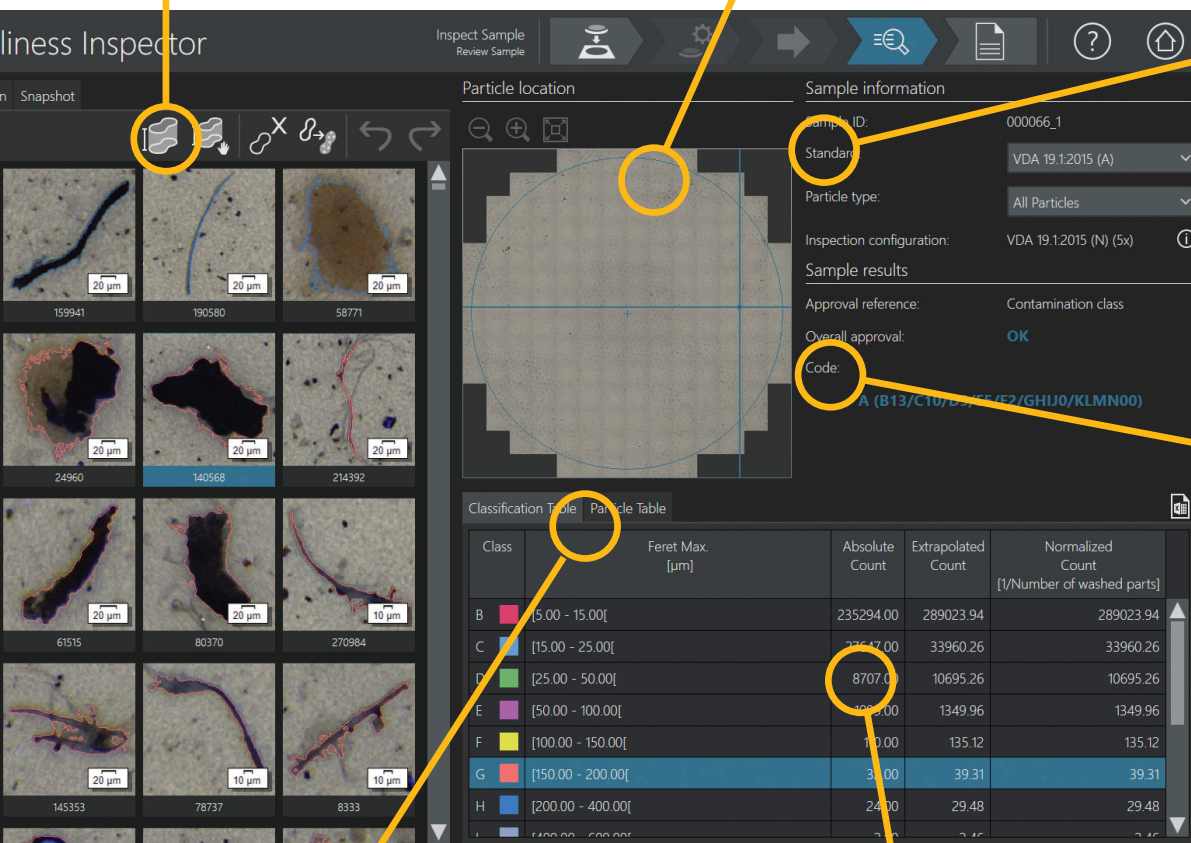 liness Inspector
Inspect Sample
Review Sample
?
n Snapshot
20 µm
20 µm
20 µm
159941
190580
58771
20 µm
20 µm
20 µm
24960
140568
214392
20 µm
20 µm
10 µm
61515
80370
270984
20 µm
10 µm
10 µm
145353
78737
8333
Particle location
Sample information
Sample ID: 000066_1
Standard: VDA 19.1:2015 (A)
Particle type: All Particles
Inspection configuration: VDA 19.1:2015 (N) (5x)
Sample results
Approval reference: Contamination class
Overall approval: OK
Code:
A (B13/C10/ /GHIJ0/KLMN00)
Classification Table Particle Table
Class Feret Max. [µm] Absolute Count Extrapolated Count Normalized Count [1/Number of washed parts]
B [5.00 - 15.00[ 235294.00 289023.94 289023.94
C [15.00 - 25.00[ 33960.26 33960.26
D [25.00 - 50.00[ 8707.00 10695.26 10695.26
E [50.00 - 100.00[ 1349.96 1349.96
F [100.00 - 150.00[ 135.12 135.12
G [150.00 - 200.00[ 39.31 39.31
H [200.00 - 400.00[ 24.00 29.48 29.48